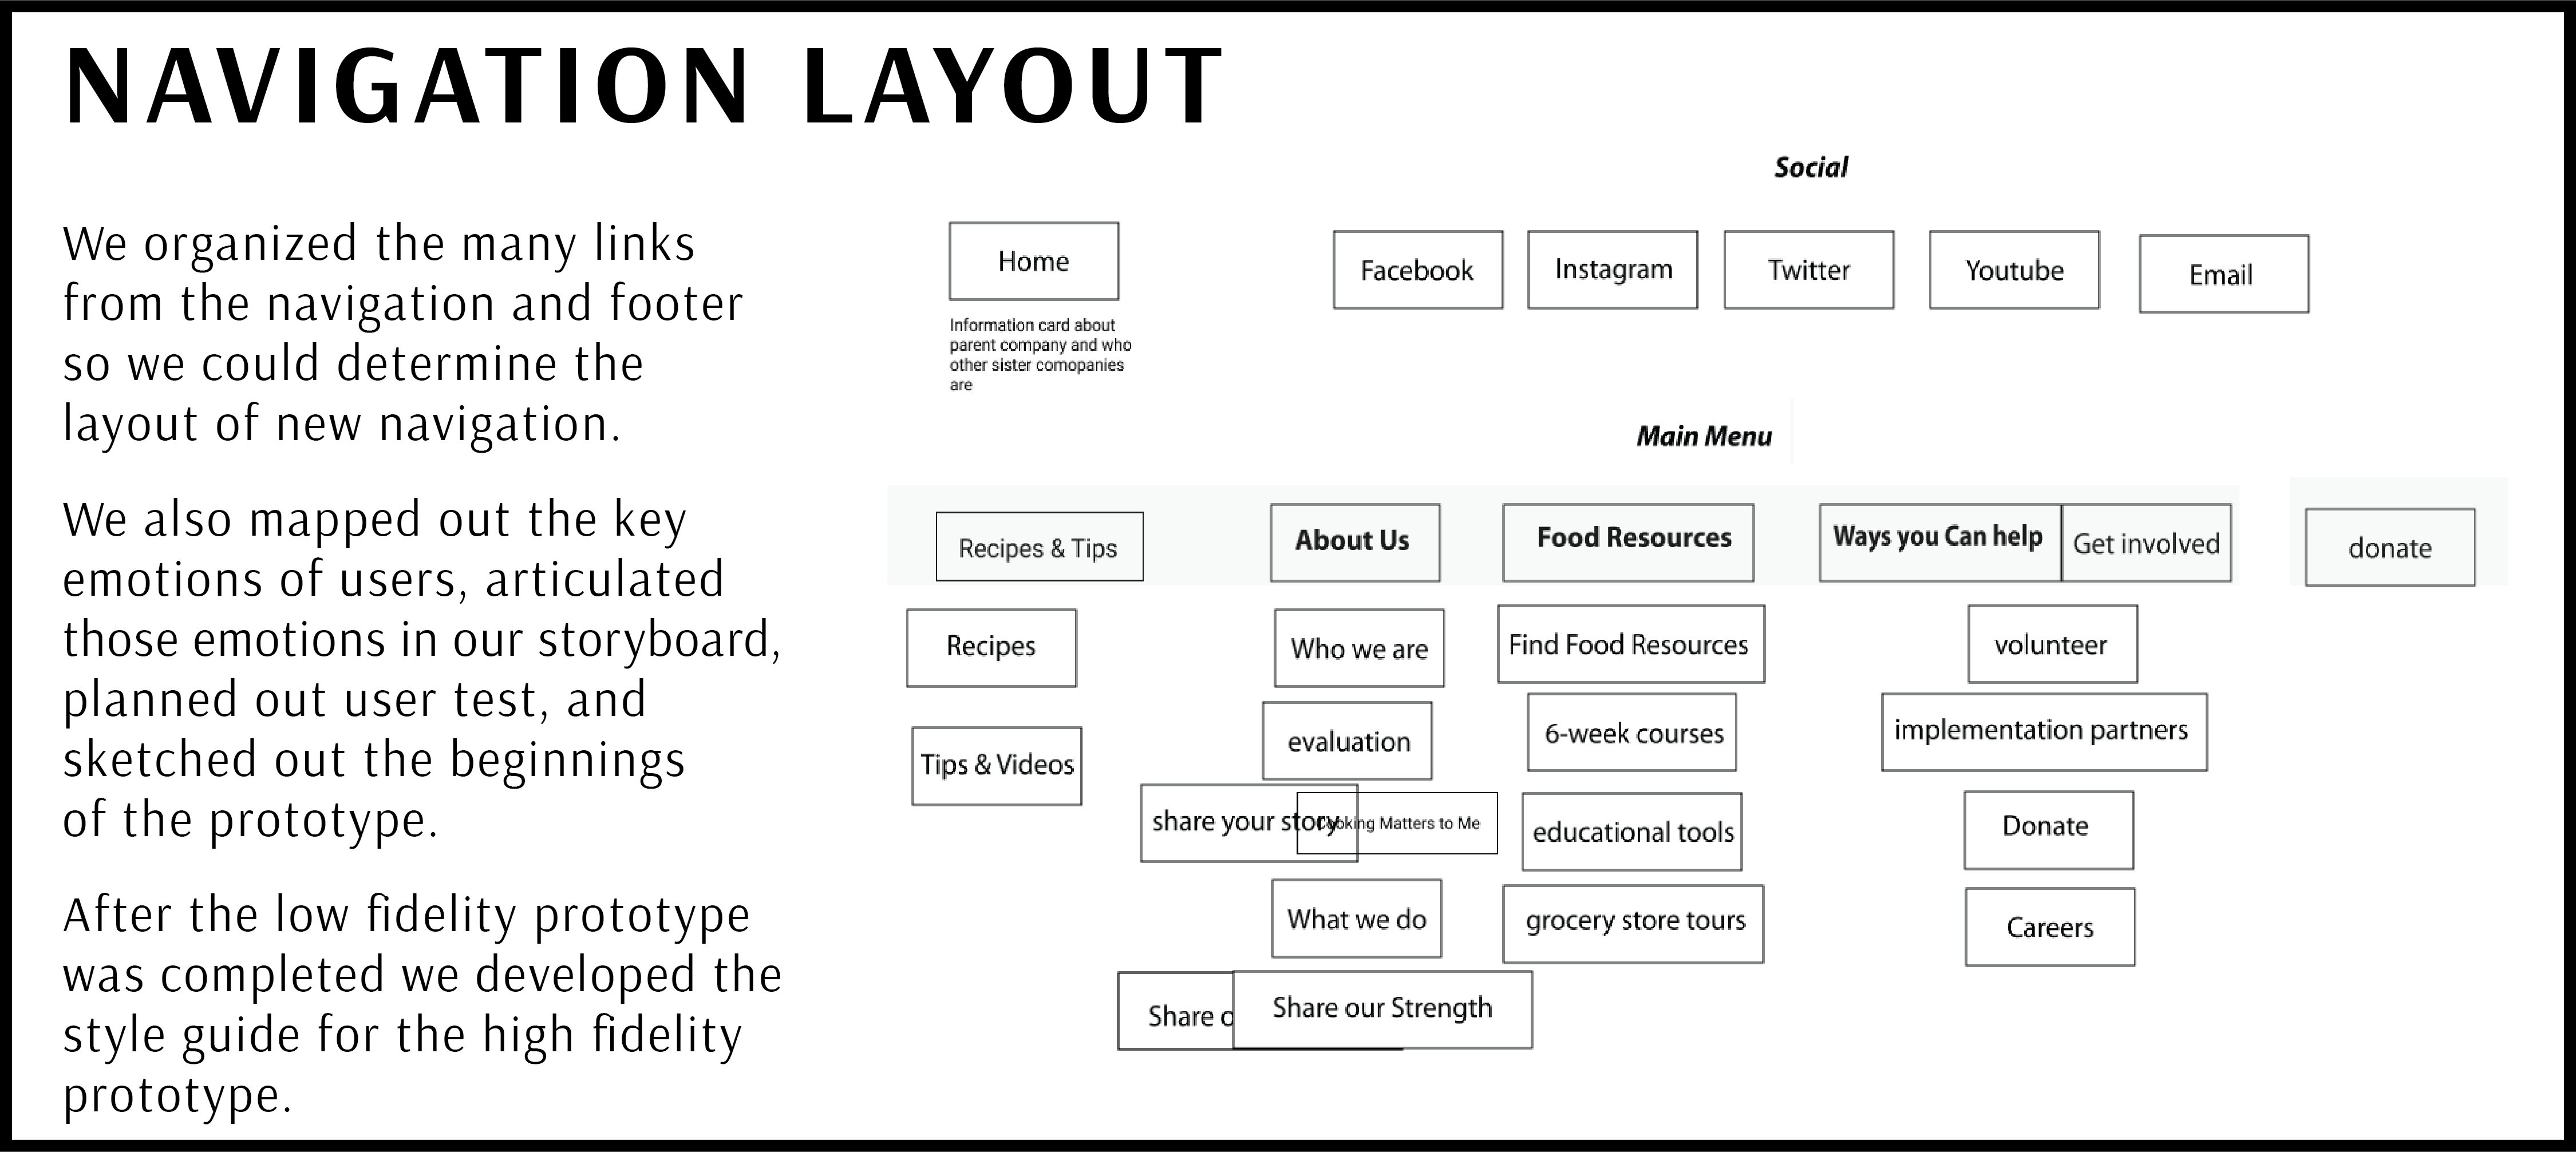 NAVIGATION LAYOUT
We organized the many links
from the navigation and footer
so we could determine the
layout of new navigation.
We also mapped out the key
emotions of users, articulated
those emotions in our storyboard,
planned out user test, and
sketched out the beginnings
of the prototype.
After the low fidelity prototype
was completed we developed the
style guide for the high fidelity
prototype.
Social
Home
Facebook
Instagram
Twitter
Youtube
Email
Information card about
parent company and who
other sister comopanies
are
Main Menu
Recipes & Tips
About Us
Food Resources
Ways you Can help
Get involved
donate
Recipes
Tips & Videos
Who we are
evaluation
share your story
Cooking Matters to Me
What we do
Share
Share our Strength
Find Food Resources
6-week courses
educational tools
grocery store tours
volunteer
implementation partners
Donate
Careers